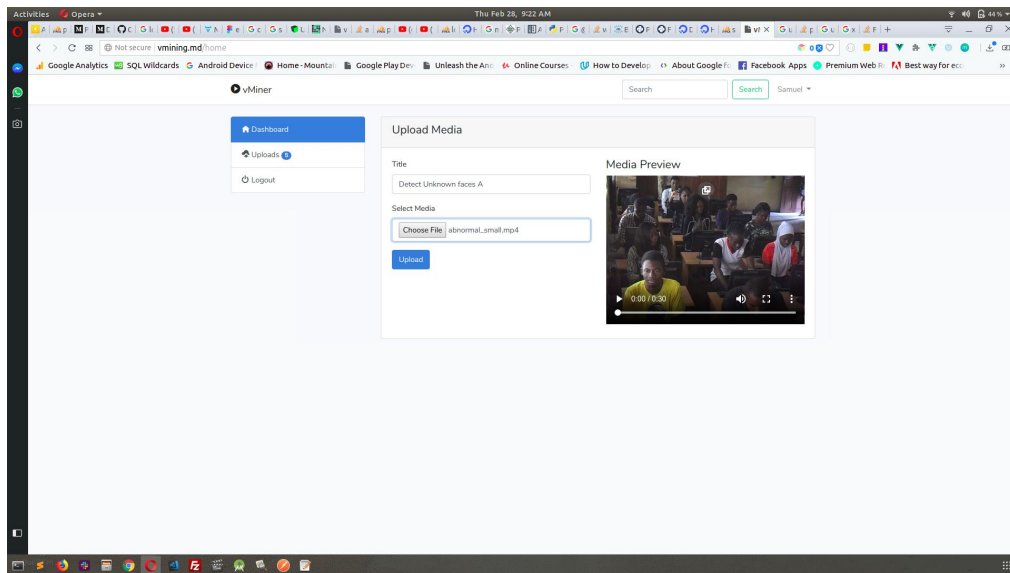 Activities Opera Thu Feb 28, 9:22 AM 44 %
Not secure vmining.md/home
Google Analytics SQL Wildcards Android Device Home - Mountai Google Play Dev Unleash the Ano Online Courses - How to Develop About Google Fo Facebook Apps Premium Web R Best way for ecc
vMiner Search Search Samuel
Dashboard
Uploads 5
Logout
Upload Media
Title
Detect Unknown faces A
Select Media
Choose File abnormal_small.mp4
Upload
Media Preview
0:00 / 0:30